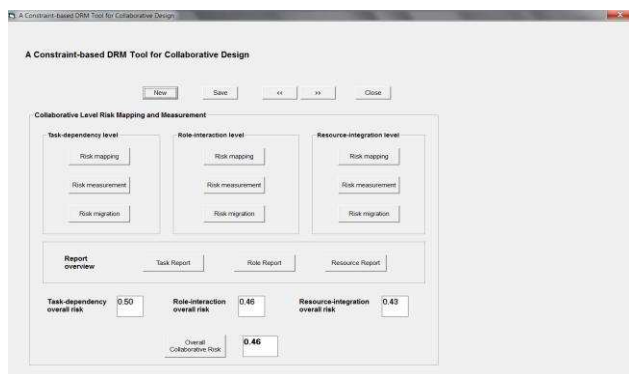 A Constraint-based DRM Tool for Collaborative Design
A Constraint-based DRM Tool for Collaborative Design
New Save << >> Close
Collaborative Level Risk Mapping and Measurement
Task-dependency level Role-interaction level Resource-integration level
Risk mapping Risk mapping Risk mapping
Risk measurement Risk measurement Risk measurement
Risk migration Risk migration Risk migration
Report
overview
Task Report Role Report Resource Report
Task-dependency
overall risk
0.50
Role-interaction
overall risk
0.46
Resource-integration
overall risk
0.43
Overall
Collaborative Risk
0.46